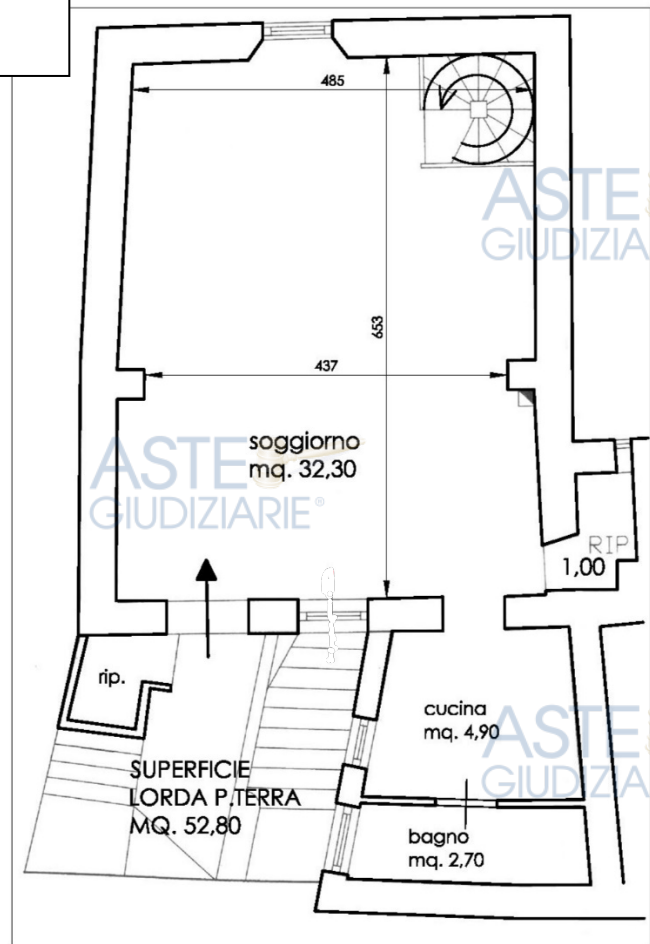 485
ASTE
GIUDIZIA
653
437
soggiorno
mq. 32,30
ASTE
GIUDIZIARIE®
RIP
1,00
rip.
cucina
mq. 4,90
ASTE
GIUDIZIA
SUPERFICIE
LORDA P.TERRA
MQ. 52,80
bagno
mq. 2,70